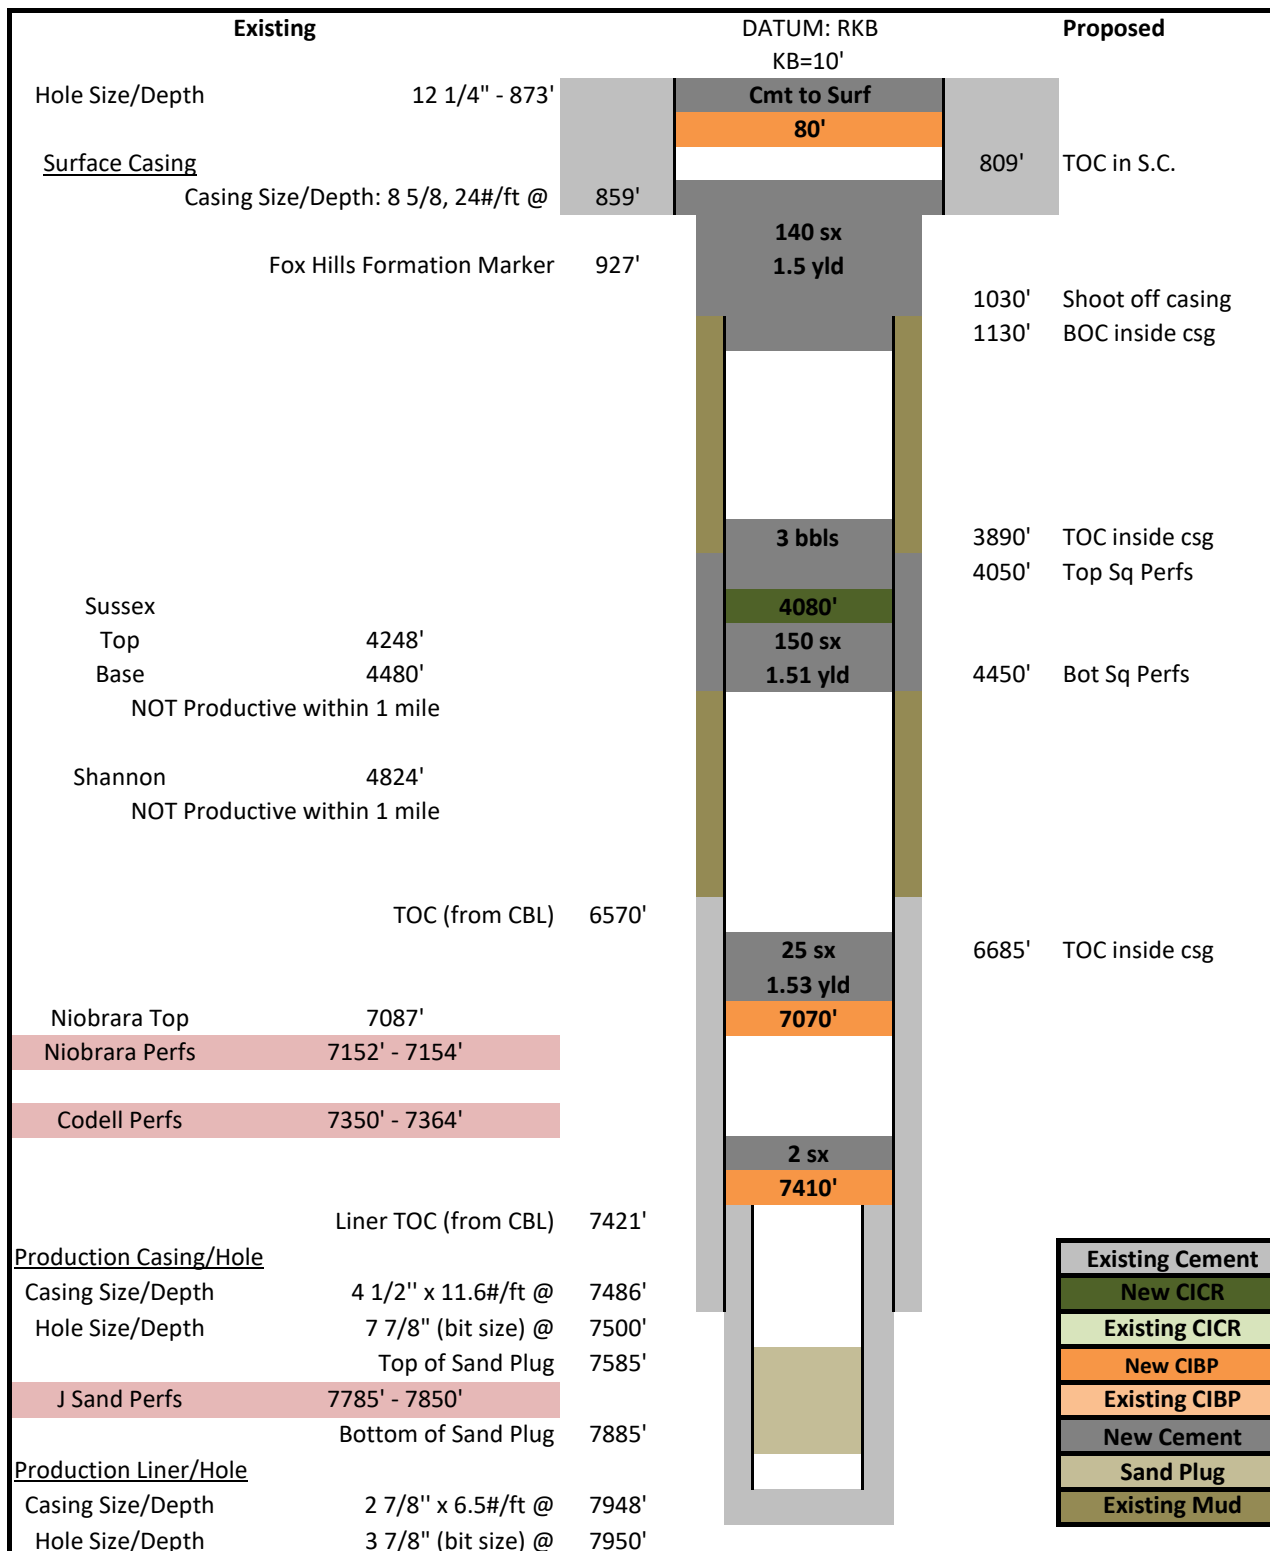 Existing DATUM: RKB Proposed
KB=10'
Hole Size/Depth 12 1/4" - 873' Cmt to Surf
80'
Surface Casing 809' TOC in S.C.
Casing Size/Depth: 8 5/8, 24#/ft @ 859'
140 sx
Fox Hills Formation Marker 927' 1.5 yld
1030' Shoot off casing
1130' BOC inside csg
3 bbls 3890' TOC inside csg
4050' Top Sq Perfs
Sussex 4080'
Top 4248' 150 sx
Base 4480' 1.51 yld 4450' Bot Sq Perfs
NOT Productive within 1 mile
Shannon 4824'
NOT Productive within 1 mile
TOC (from CBL) 6570'
25 sx 6685' TOC inside csg
1.53 yld
Niobrara Top 7087' 7070'
Niobrara Perfs 7152' - 7154'
Codell Perfs 7350' - 7364'
2 sx
7410'
Liner TOC (from CBL) 7421'
Production Casing/Hole Existing Cement
Casing Size/Depth 4 1/2'' x 11.6#/ft @ 7486' New CICR
Hole Size/Depth 7 7/8" (bit size) @ 7500' Existing CICR
Top of Sand Plug 7585' New CIBP
J Sand Perfs 7785' - 7850' Existing CIBP
Bottom of Sand Plug 7885' New Cement
Production Liner/Hole Sand Plug
Casing Size/Depth 2 7/8'' x 6.5#/ft @ 7948' Existing Mud
Hole Size/Depth 3 7/8" (bit size) @ 7950'